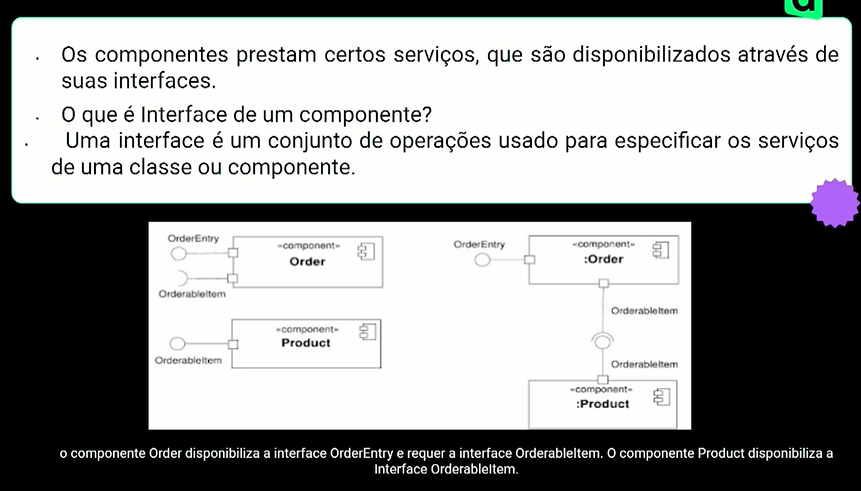 Os componentes prestam certos serviços, que são disponibilizados através de
suas interfaces.
O que é Interface de um componente?
Uma interface é um conjunto de operações usado para especificar os serviços
de uma classe ou componente.
OrderEntry
«component»
Order
OrderableItem
«component»
Product
OrderableItem
OrderEntry
«component»
:Order
OrderableItem
OrderableItem
«component»
:Product
o componente Order disponibiliza a interface OrderEntry e requer a interface OrderableItem. O componente Product disponibiliza a
Interface OrderableItem.